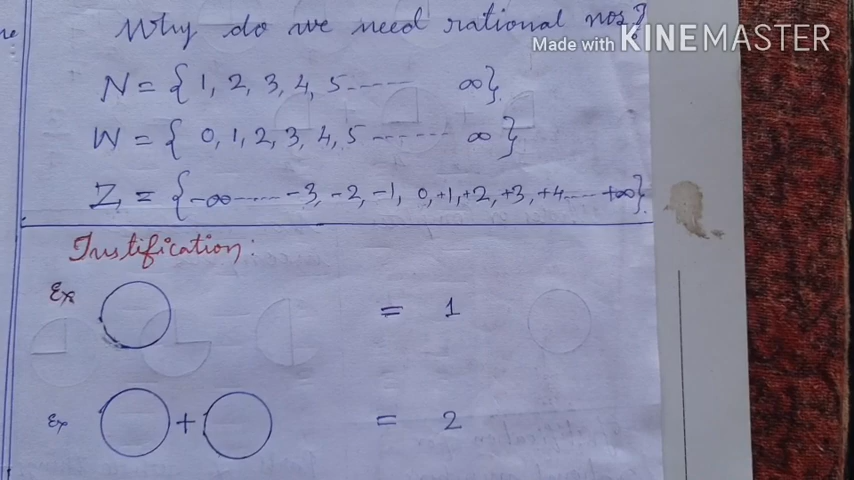 Why do we need rational nos?
Made with KINEMASTER
N = { 1, 2, 3, 4, 5 ---- ∞}
W = { 0, 1, 2, 3, 4, 5 ------- ∞ }
Z = {-∞ ----- -3, -2, -1, 0, +1, +2, +3, +4 ---- +∞}
Justification:
Ex = 1
Ex + = 2